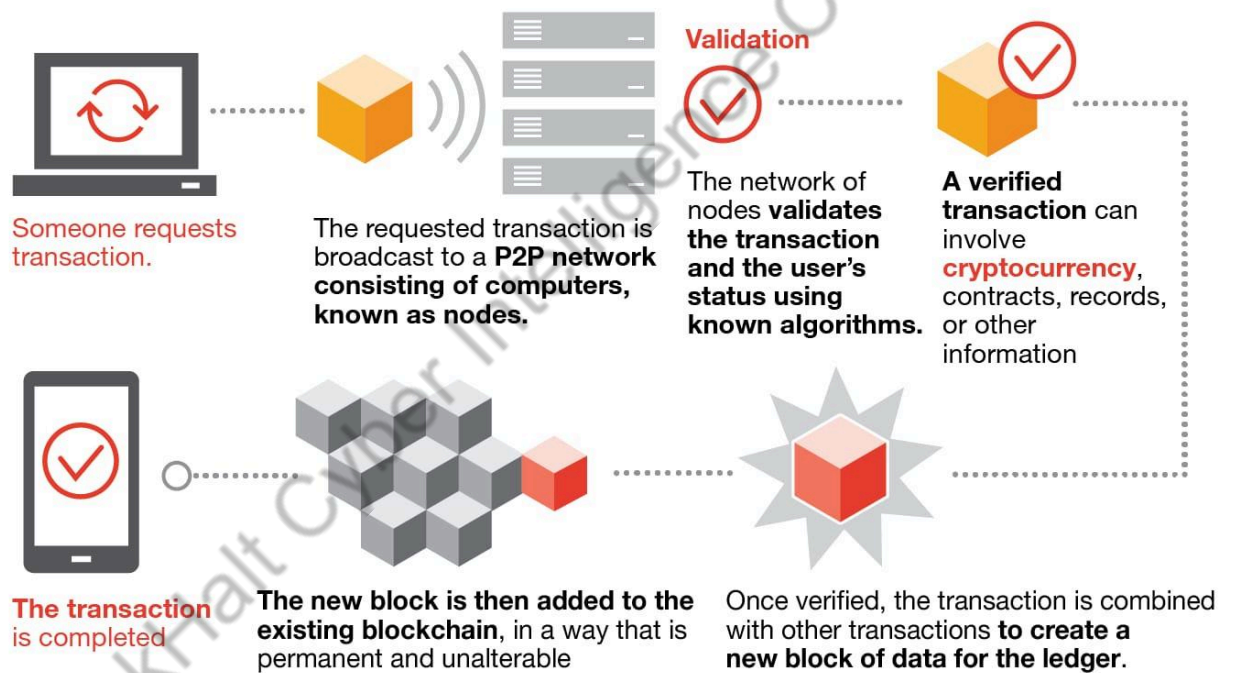 Someone requests
transaction.
The requested transaction is
broadcast to a P2P network
consisting of computers,
known as nodes.
Validation
The network of
nodes validates
the transaction
and the user's
status using
known algorithms.
A verified
transaction can
involve
cryptocurrency,
contracts, records,
or other
information
Once verified, the transaction is combined
with other transactions to create a
new block of data for the ledger.
The new block is then added to the
existing blockchain, in a way that is
permanent and unalterable
The transaction
is completed
Halt Cyber Intelligence